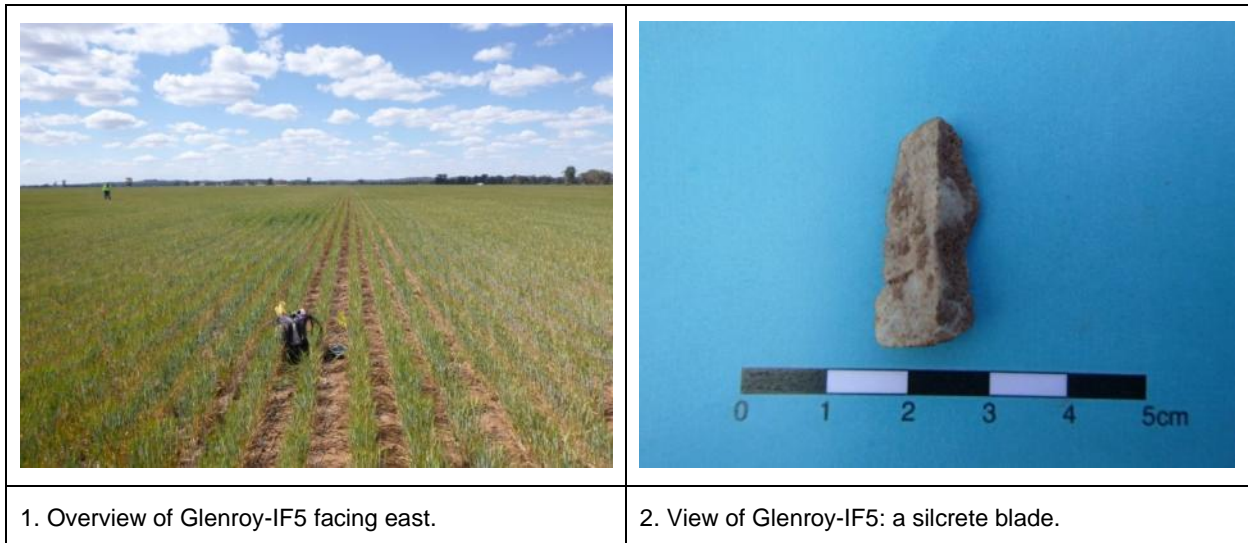 0 1 2 3 4 5cm
1. Overview of Glenroy-IF5 facing east.
2. View of Glenroy-IF5: a silcrete blade.